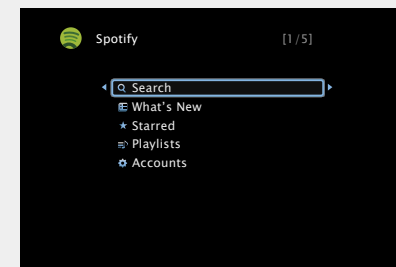 Spotify [1/5]
Search
What's New
Starred
Playlists
Accounts